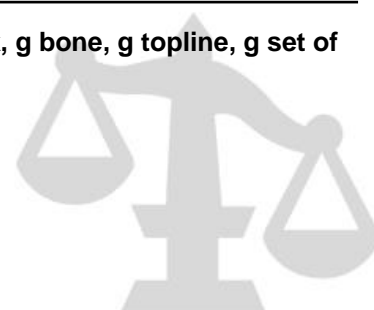 , g bone, g topline, g set of